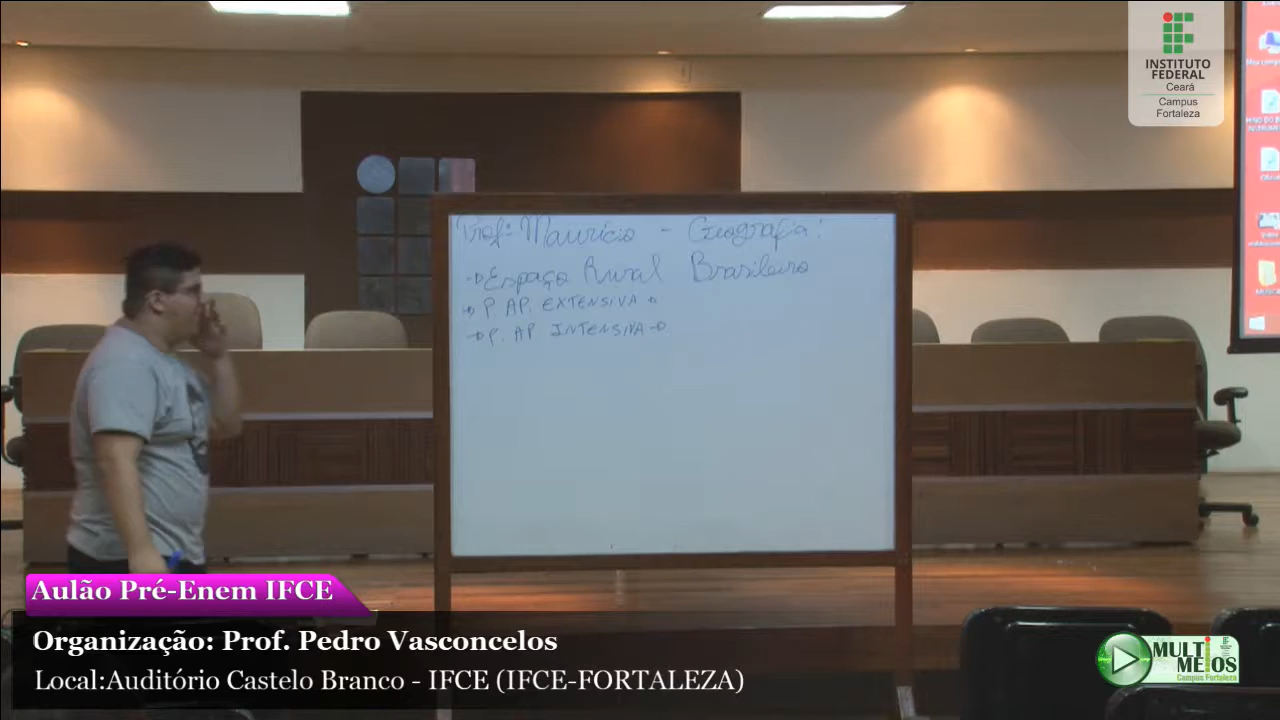 INSTITUTO
FEDERAL
Ceará
Campus
Fortaleza
Prof: Maurício - Geografia:
→ Espaço Rural Brasileiro
→ P. AP. EXTENSIVA →
→ P. AP INTENSIVA →
Aulão Pré-Enem IFCE
Organização: Prof. Pedro Vasconcelos
Local:Auditório Castelo Branco - IFCE (IFCE-FORTALEZA)
MULTI
MEIOS
Campus Fortaleza